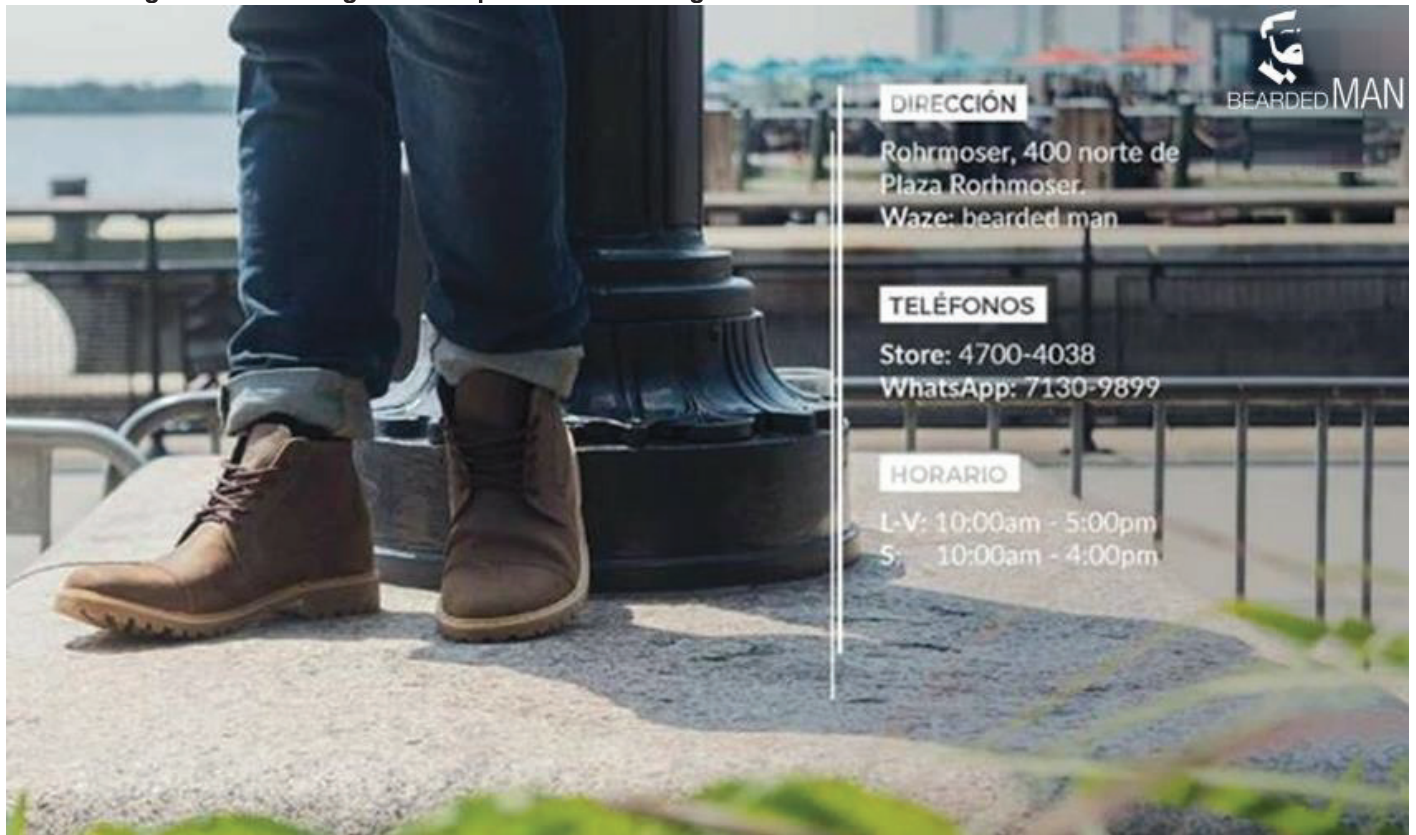 BEARDED MAN
DIRECCIÓN
Rohrmoser, 400 norte de
Plaza Rorhmoser.
Waze: bearded man
TELÉFONOS
Store: 4700-4038
WhatsApp: 7130-9899
HORARIO
L-V: 10:00am - 5:00pm
S: 10:00am - 4:00pm